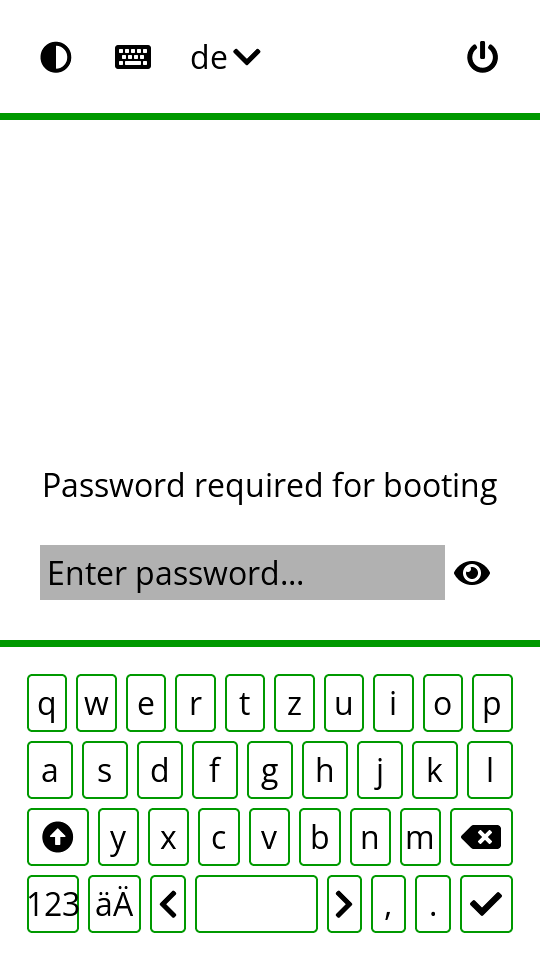 de
Password required for booting
Enter password...
q w e r t z u i o p
a s d f g h j k l
y x c v b n m
123 äÄ , .